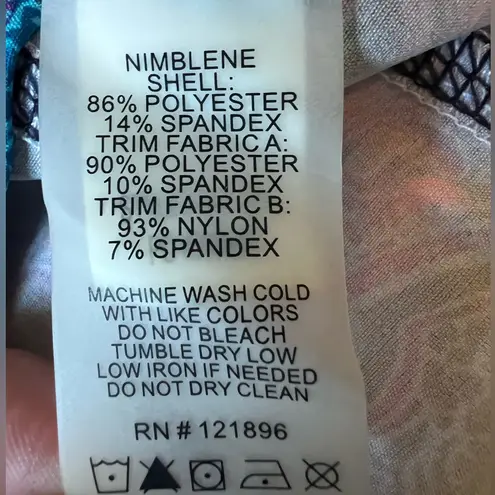 NIMBLENE
SHELL:
86% POLYESTER
14% SPANDEX
TRIM FABRIC A:
90% POLYESTER
10% SPANDEX
TRIM FABRIC B:
93% NYLON
7% SPANDEX
MACHINE WASH COLD
WITH LIKE COLORS
DO NOT BLEACH
TUMBLE DRY LOW
LOW IRON IF NEEDED
DO NOT DRY CLEAN
RN # 121896